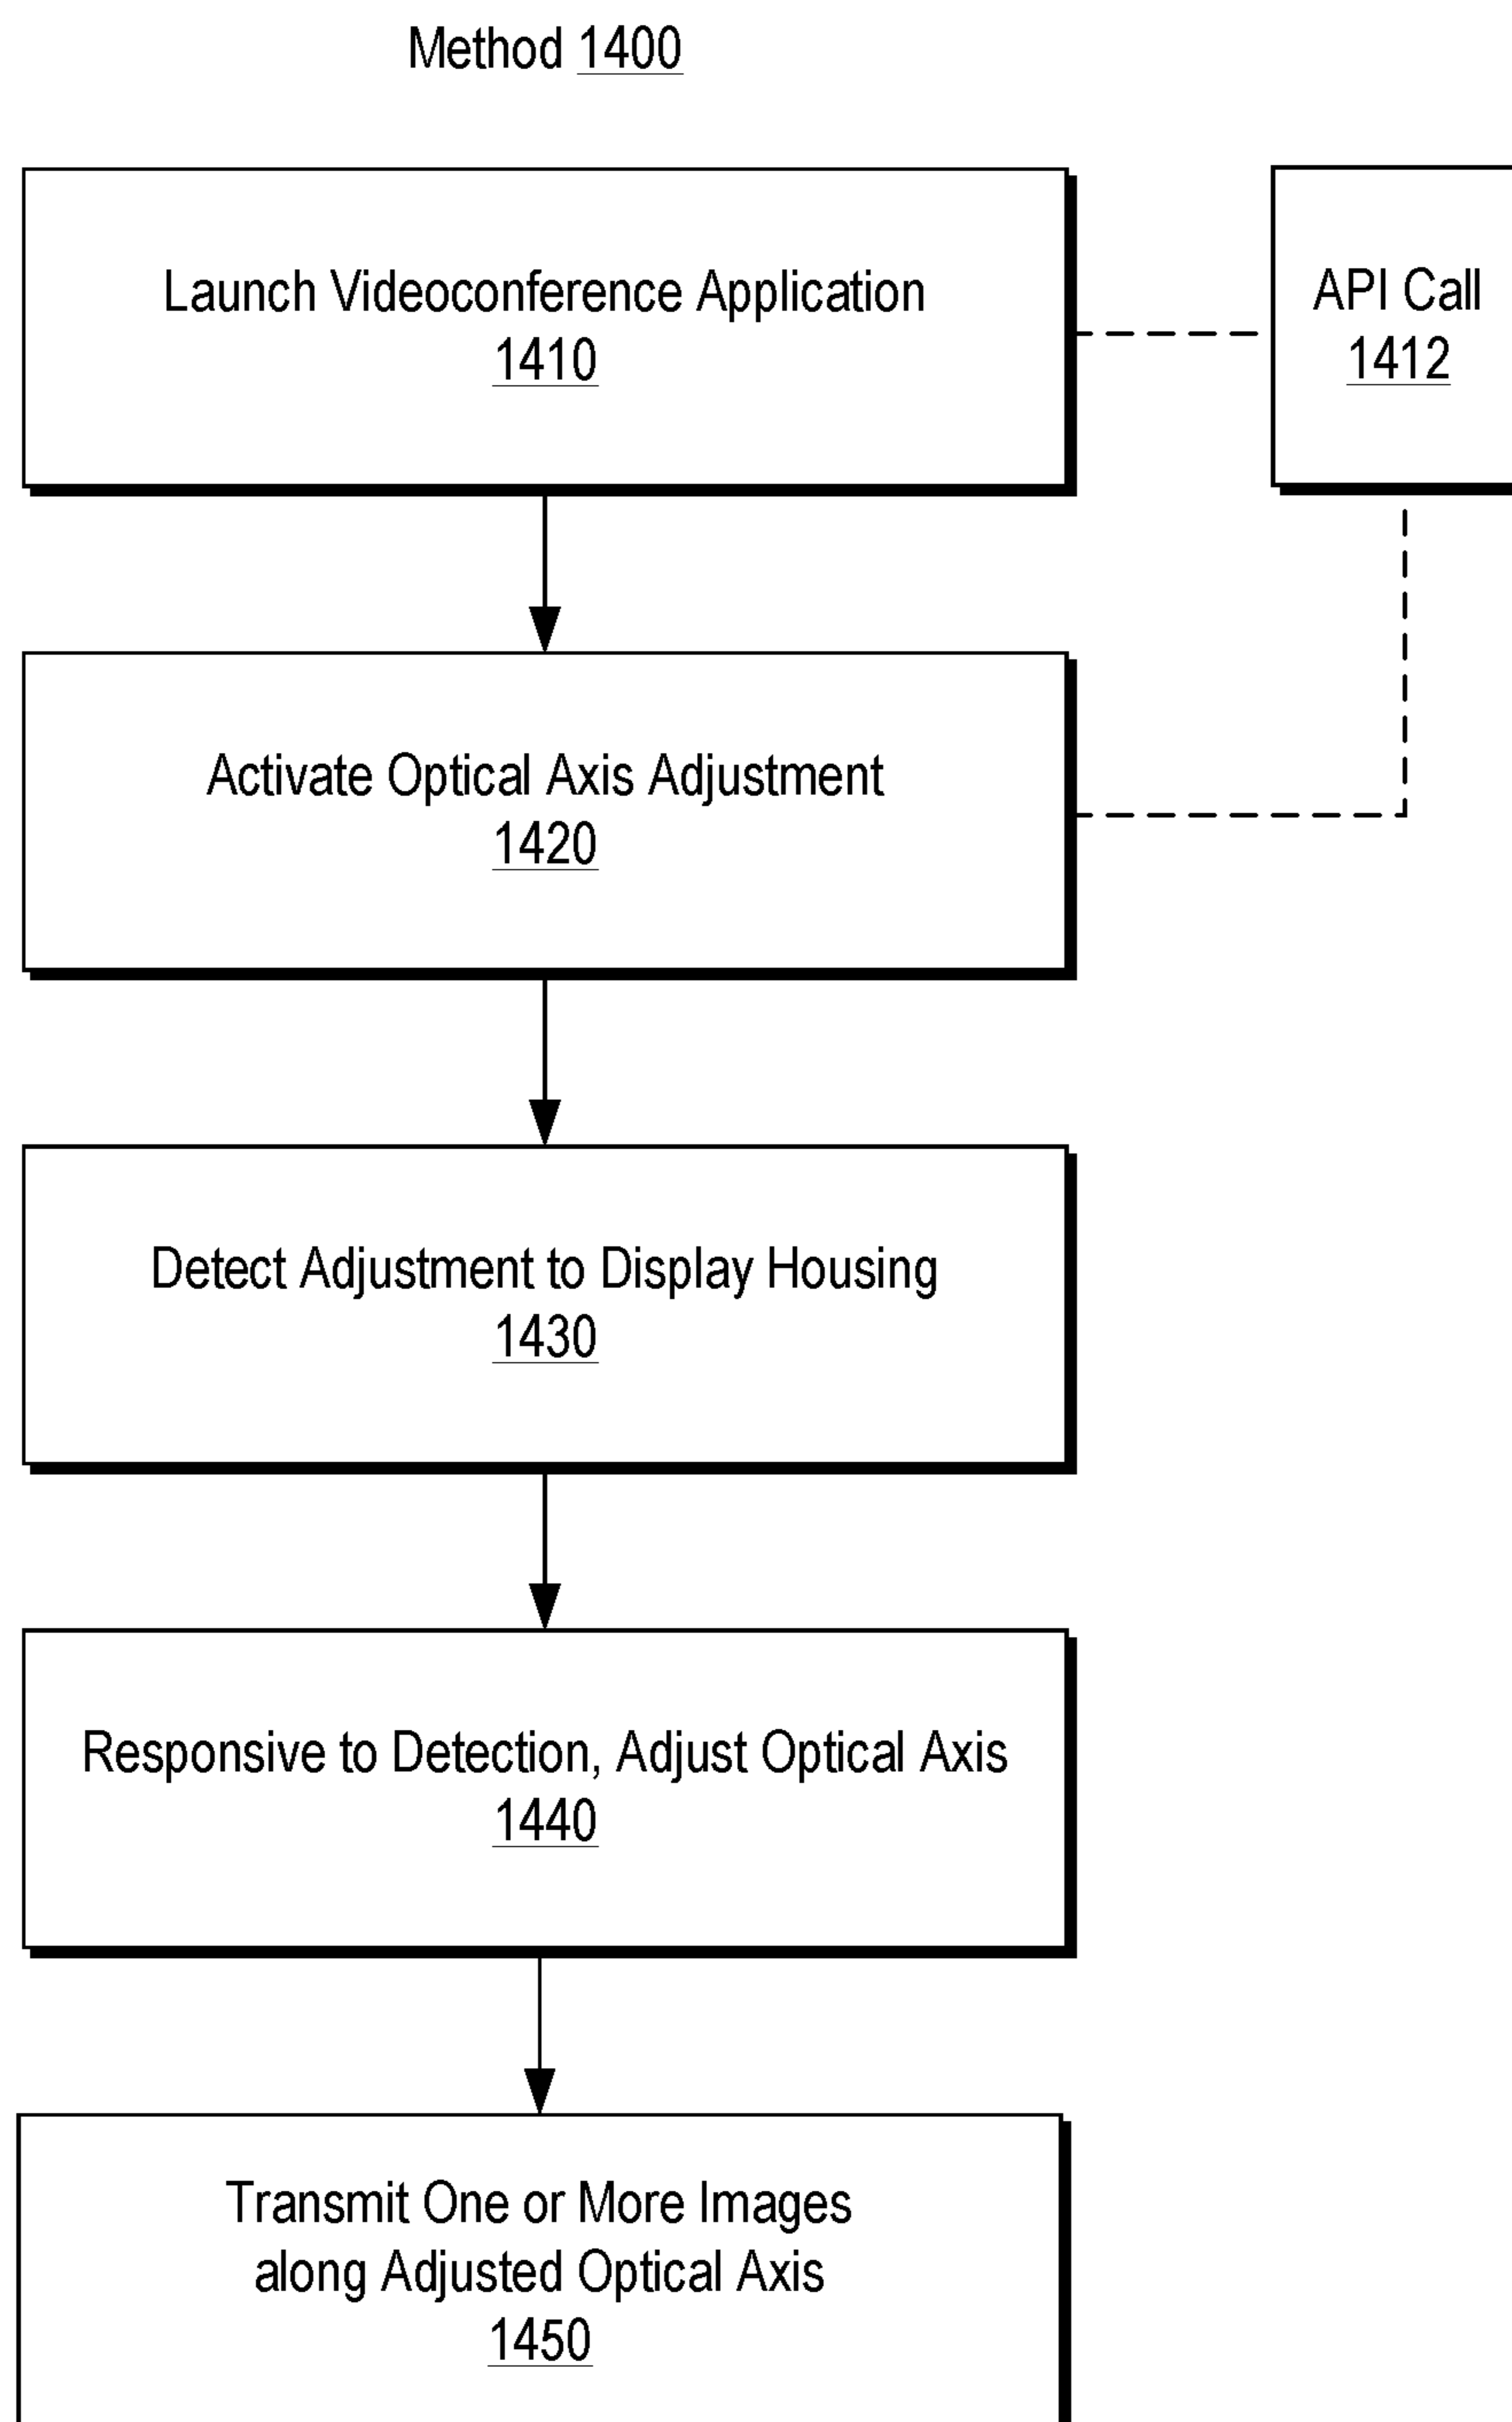 Method 1400
Launch Videoconference Application
1410
API Call
1412
Activate Optical Axis Adjustment
1420
Detect Adjustment to Display Housing
1430
Responsive to Detection, Adjust Optical Axis
1440
Transmit One or More Images
along Adjusted Optical Axis
1450